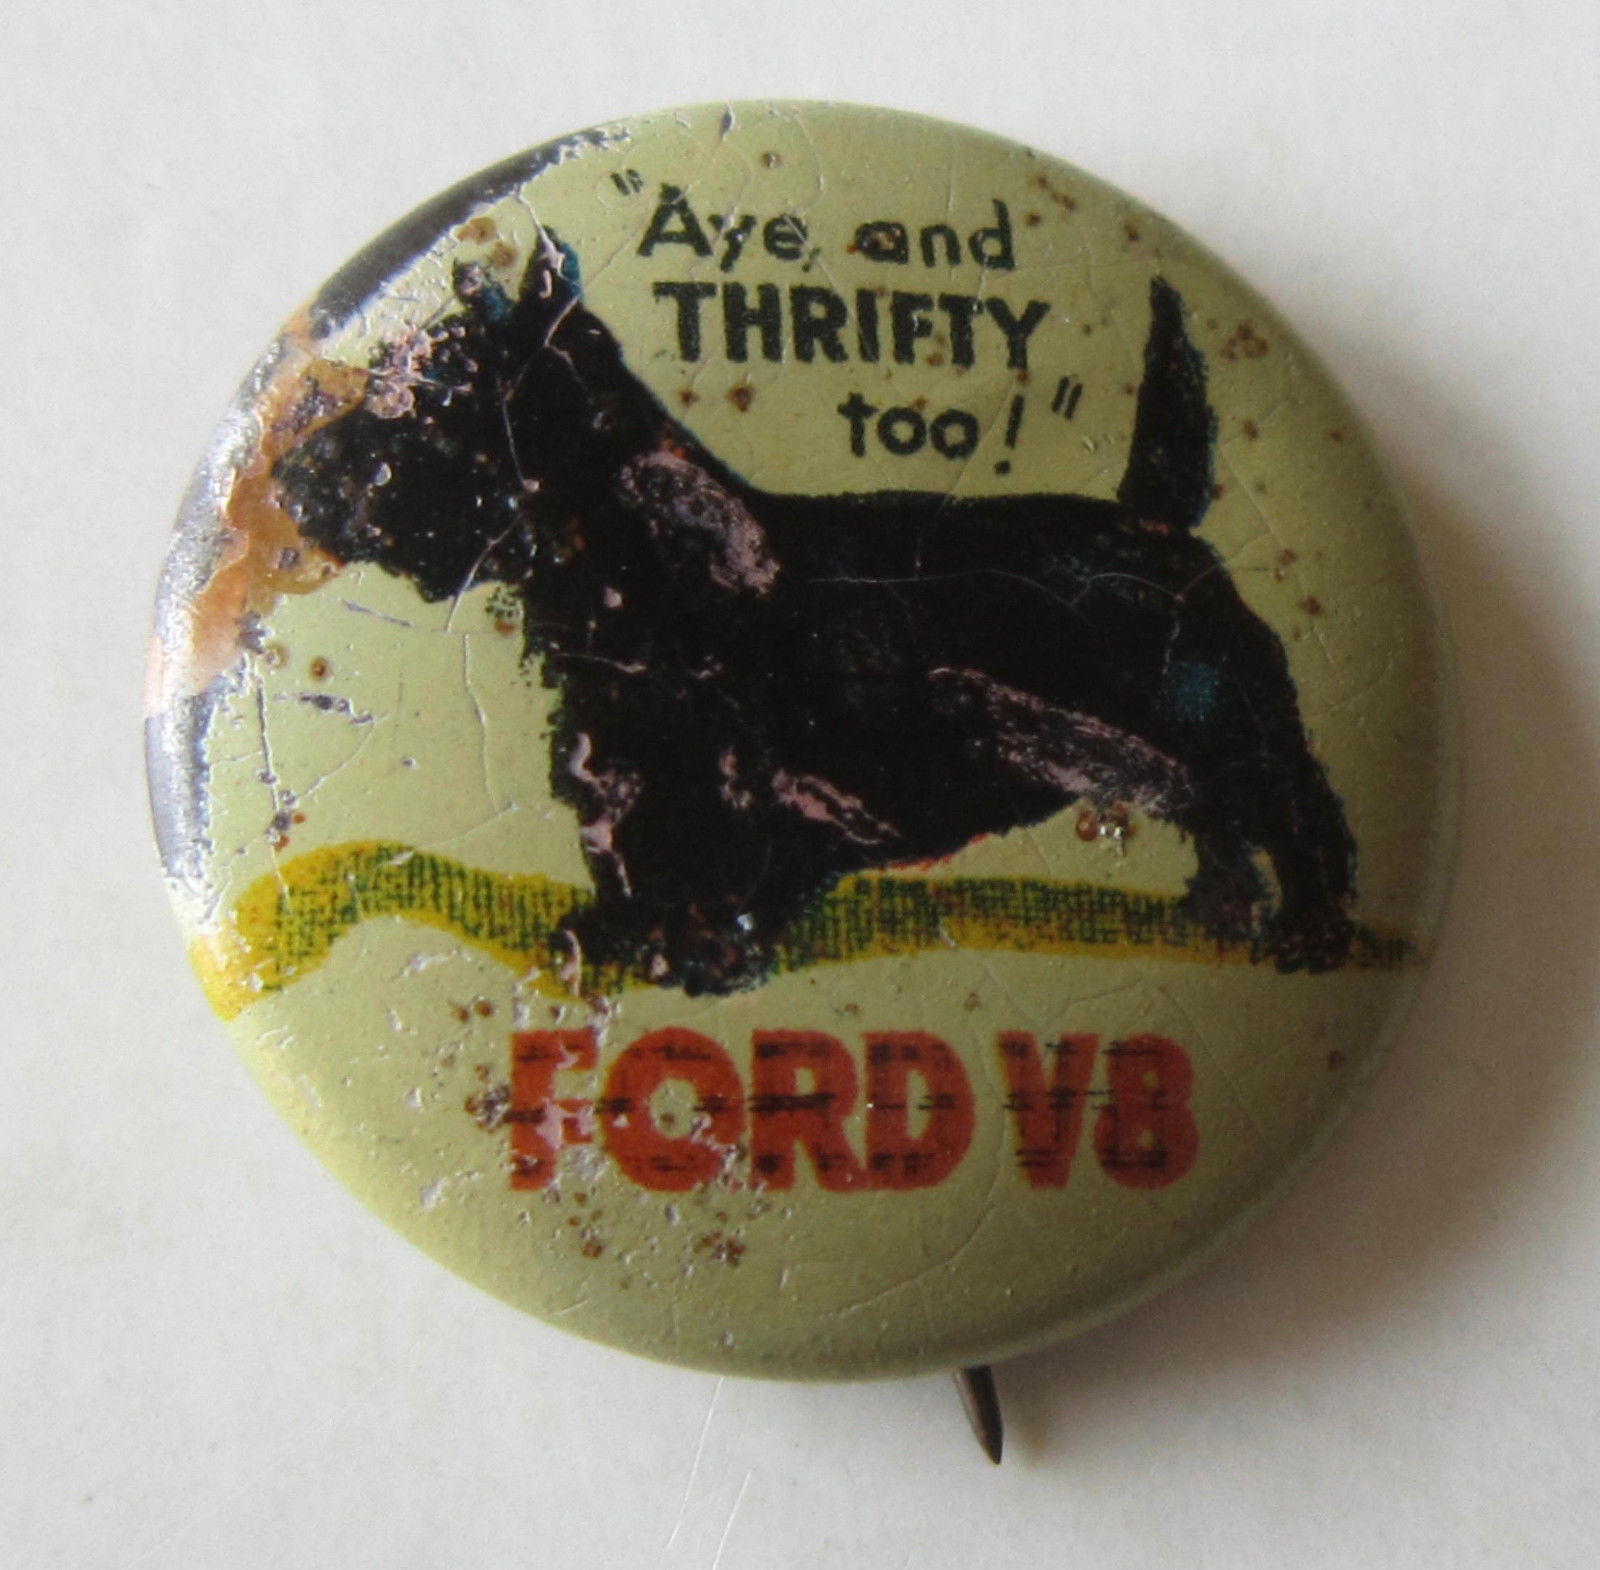 "Aye, and
THRIFTY
too!"
FORD V8